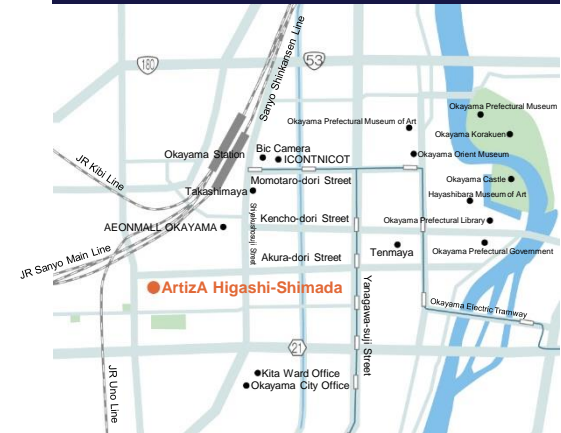 180
53
Sanyo Shinkansen Line
Okayama Prefectural Museum
Okayama Prefectural Museum of Art
Okayama Korakuen
Bic Camera
Okayama Station
ICONTNICOT
Okayama Orient Museum
JR Kibi Line
Momotaro-dori Street
Okayama Castle
Takashimaya
Hayashibara Museum of Art
Kencho-dori Street
Okayama Prefectural Library
AEONMALL OKAYAMA
Tenmaya
Okayama Prefectural Government
Akura-dori Street
JR Sanyo Main Line
ArtizA Higashi-Shimada
Yanagawa-suji Street
Okayama Electric Tramway
21
JR Uno Line
Kita Ward Office
Okayama City Office